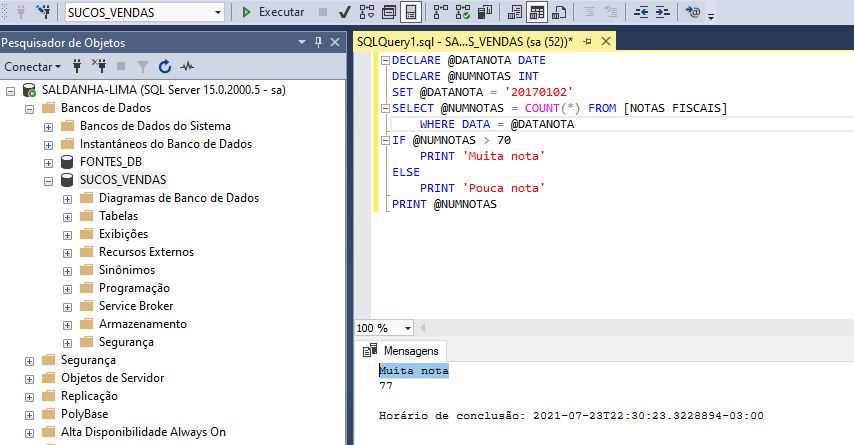 SUCOS_VENDAS
Executar
Pesquisador de Objetos
Conectar
SALDANHA-LIMA (SQL Server 15.0.2000.5 - sa)
Bancos de Dados
Bancos de Dados do Sistema
Instantâneos do Banco de Dados
FONTES_DB
SUCOS_VENDAS
Diagramas de Banco de Dados
Tabelas
Exibições
Recursos Externos
Sinônimos
Programação
Service Broker
Armazenamento
Segurança
Segurança
Objetos de Servidor
Replicação
PolyBase
Alta Disponibilidade Always On
SQLQuery1.sql - SA...S_VENDAS (sa (52))*
DECLARE @DATANOTA DATE
DECLARE @NUMNOTAS INT
SET @DATANOTA = '20170102'
SELECT @NUMNOTAS = COUNT(*) FROM [NOTAS FISCAIS]
WHERE DATA = @DATANOTA
IF @NUMNOTAS > 70
PRINT 'Muita nota'
ELSE
PRINT 'Pouca nota'
PRINT @NUMNOTAS
100 %
Mensagens
Muita nota
77
Horário de conclusão: 2021-07-23T22:30:23.3228894-03:00